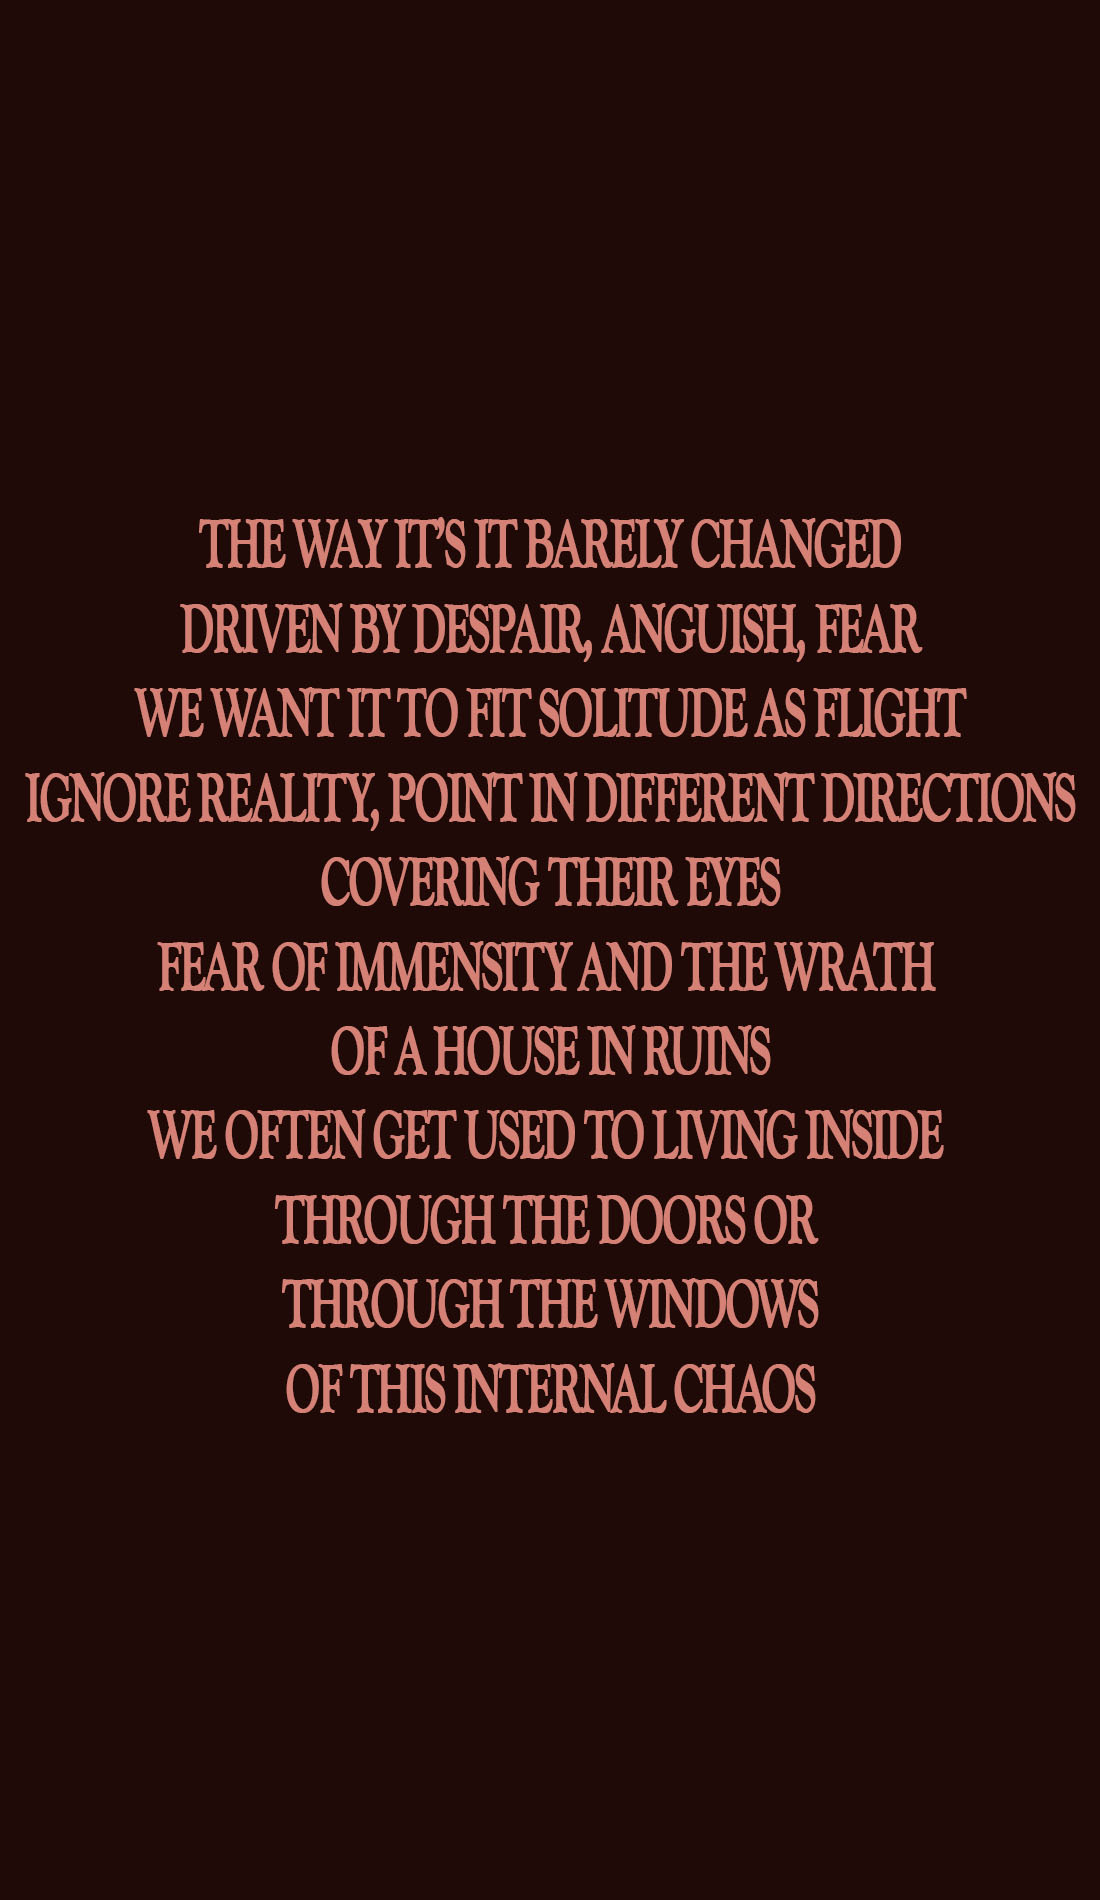 THE WAY IT’S IT BARELY CHANGED
DRIVEN BY DESPAIR, ANGUISH, FEAR
WE WANT IT TO FIT SOLITUDE AS FLIGHT
IGNORE REALITY, POINT IN DIFFERENT DIRECTIONS
COVERING THEIR EYES
FEAR OF IMMENSITY AND THE WRATH
OF A HOUSE IN RUINS
WE OFTEN GET USED TO LIVING INSIDE
THROUGH THE DOORS OR
THROUGH THE WINDOWS
OF THIS INTERNAL CHAOS